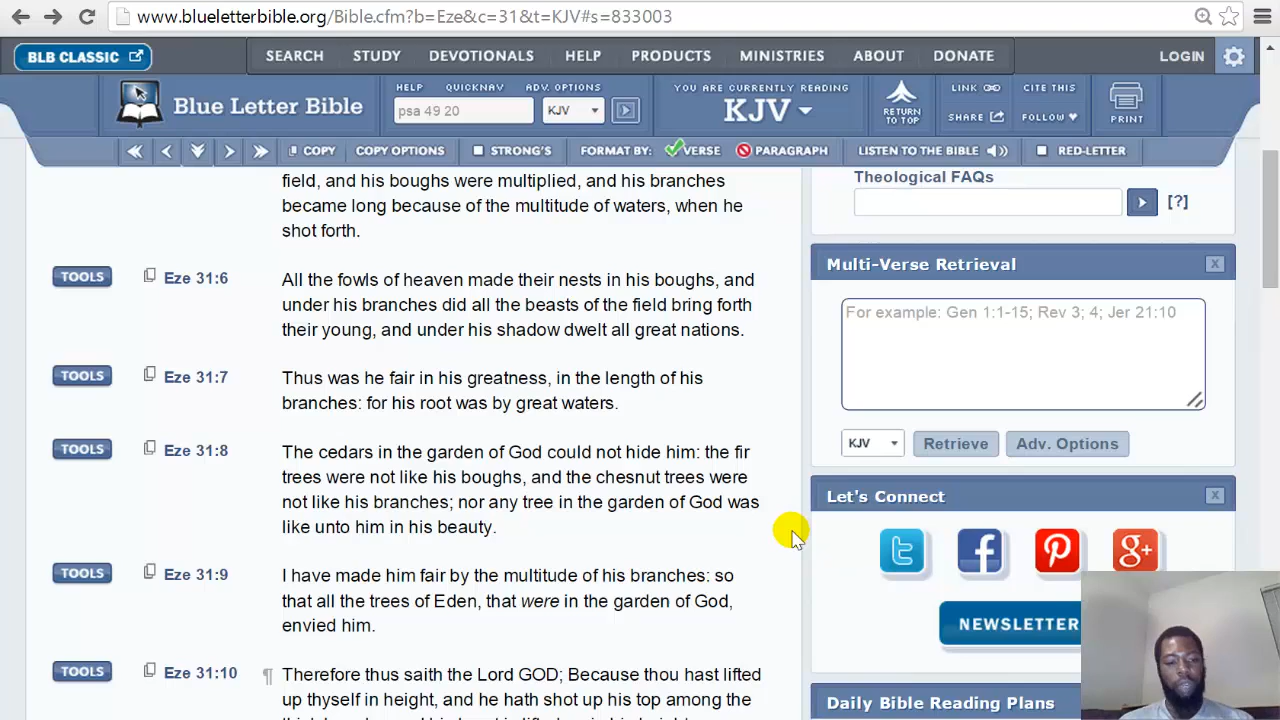 www.blueletterbible.org/Bible.cfm?b=Eze&c=31&t=KJV#s=833003
BLB CLASSIC
SEARCH STUDY DEVOTIONALS HELP PRODUCTS MINISTRIES ABOUT DONATE
LOGIN
Blue Letter Bible
HELP QUICKNAV ADV. OPTIONS
psa 49 20 KJV
YOU ARE CURRENTLY READING
KJV
RETURN TO TOP
LINK CITE THIS
SHARE FOLLOW
PRINT
COPY COPY OPTIONS STRONG'S FORMAT BY: VERSE PARAGRAPH LISTEN TO THE BIBLE RED-LETTER
field, and his boughs were multiplied, and his branches
became long because of the multitude of waters, when he
shot forth.
TOOLS Eze 31:6 All the fowls of heaven made their nests in his boughs, and
under his branches did all the beasts of the field bring forth
their young, and under his shadow dwelt all great nations.
TOOLS Eze 31:7 Thus was he fair in his greatness, in the length of his
branches: for his root was by great waters.
TOOLS Eze 31:8 The cedars in the garden of God could not hide him: the fir
trees were not like his boughs, and the chesnut trees were
not like his branches; nor any tree in the garden of God was
like unto him in his beauty.
TOOLS Eze 31:9 I have made him fair by the multitude of his branches: so
that all the trees of Eden, that were in the garden of God,
envied him.
TOOLS Eze 31:10 ¶ Therefore thus saith the Lord GOD; Because thou hast lifted
up thyself in height, and he hath shot up his top among the
Theological FAQs
[?]
Multi-Verse Retrieval
For example: Gen 1:1-15; Rev 3; 4; Jer 21:10
KJV Retrieve Adv. Options
Let's Connect
NEWSLETTER
Daily Bible Reading Plans